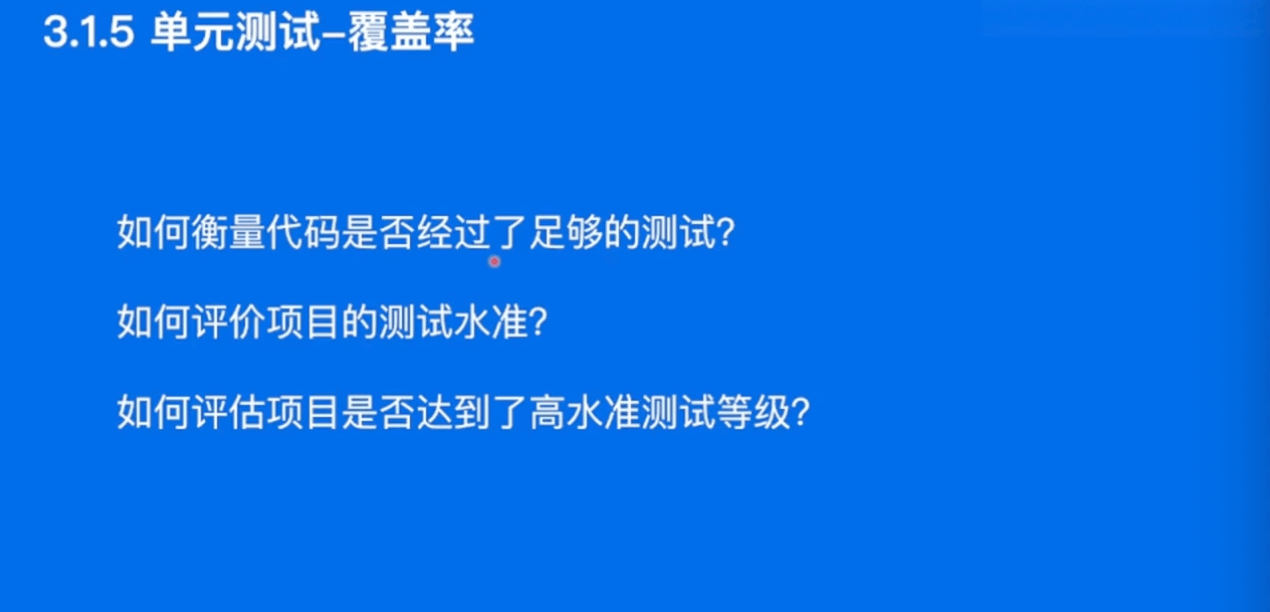 3.1.5 单元测试-覆盖率
如何衡量代码是否经过了足够的测试?
如何评价项目的测试水准?
如何评估项目是否达到了高水准测试等级?